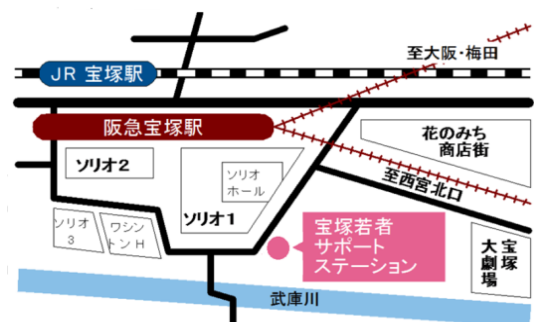 至大阪・梅田
JR 宝塚駅
阪急宝塚駅
花のみち
商店街
ソリオ2
ソリオ
ホール
至西宮北口
ソリオ1
ソリオ
3
ワシン
トンH
宝塚若者
サポート
ステーション
宝塚
大劇場
武庫川